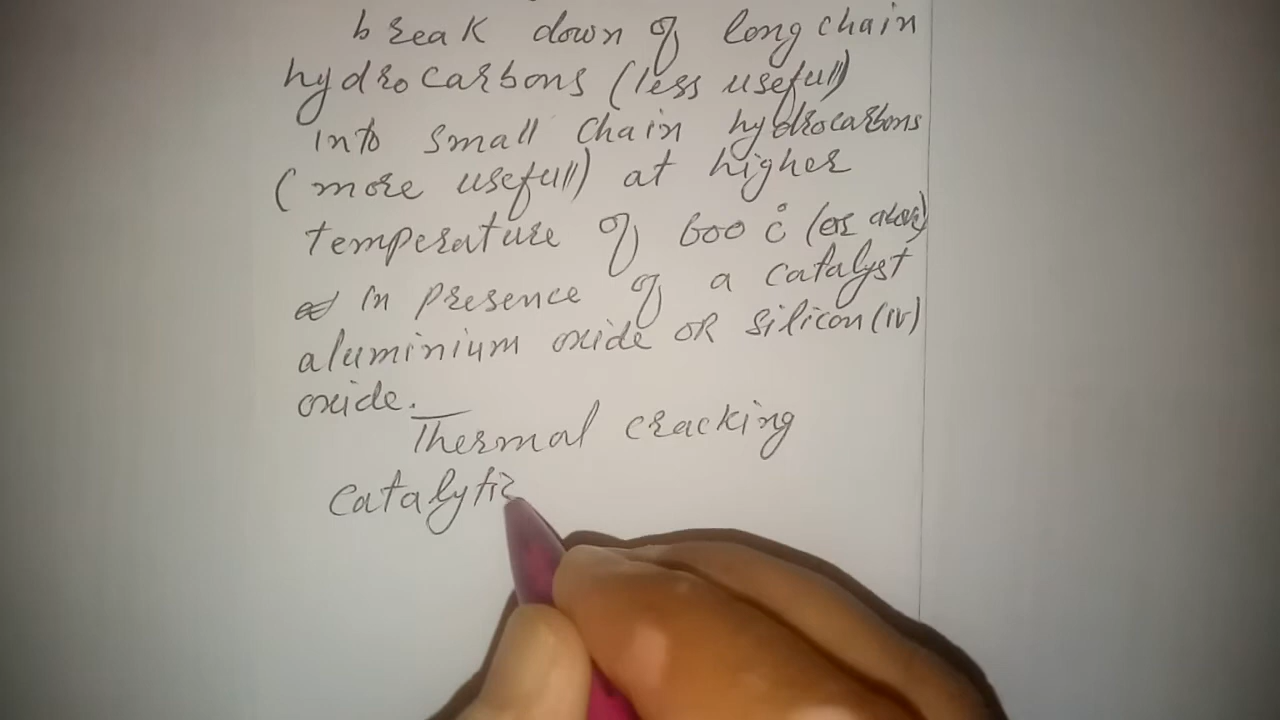 break down of long chain
hydrocarbons (less usefull)
into small chain hydrocarbons
(more usefull) at higher
temperature of 600 c° (or above)
in presence of a catalyst
aluminium oxide OR silicon(iv)
oxide.
Thermal cracking
catalytic